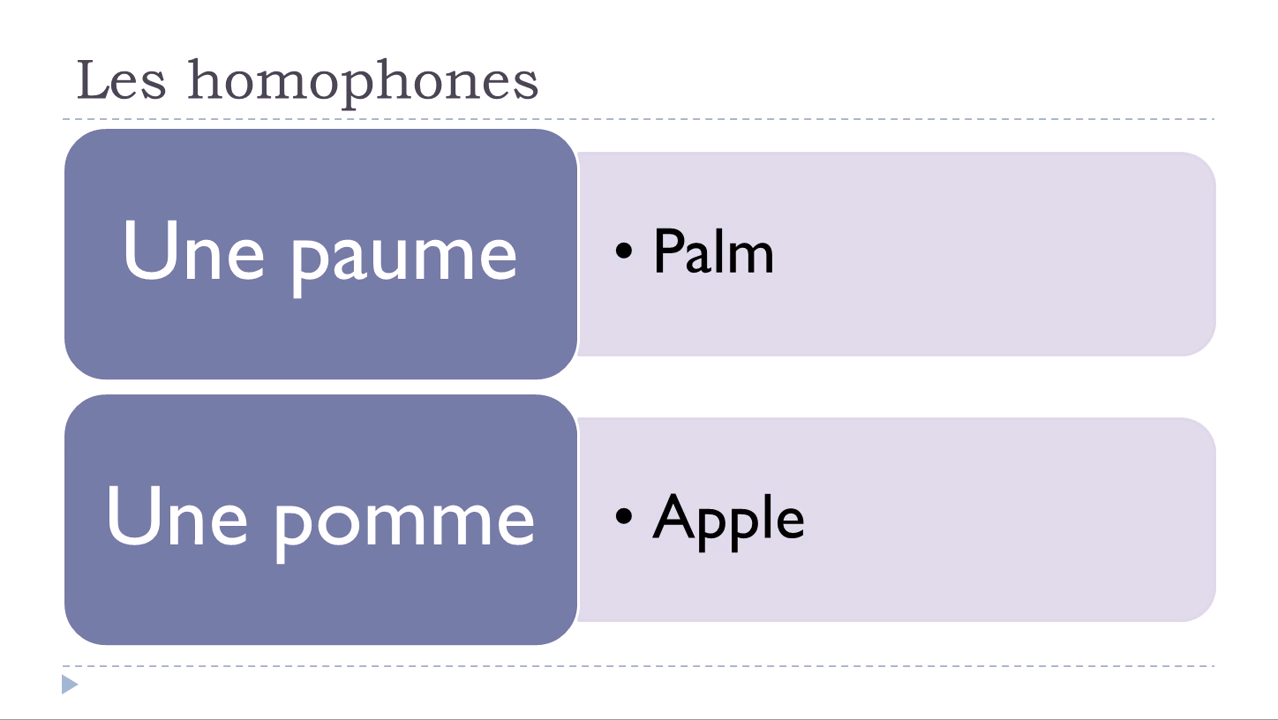 Les homophones
Une paume
• Palm
Une pomme
• Apple